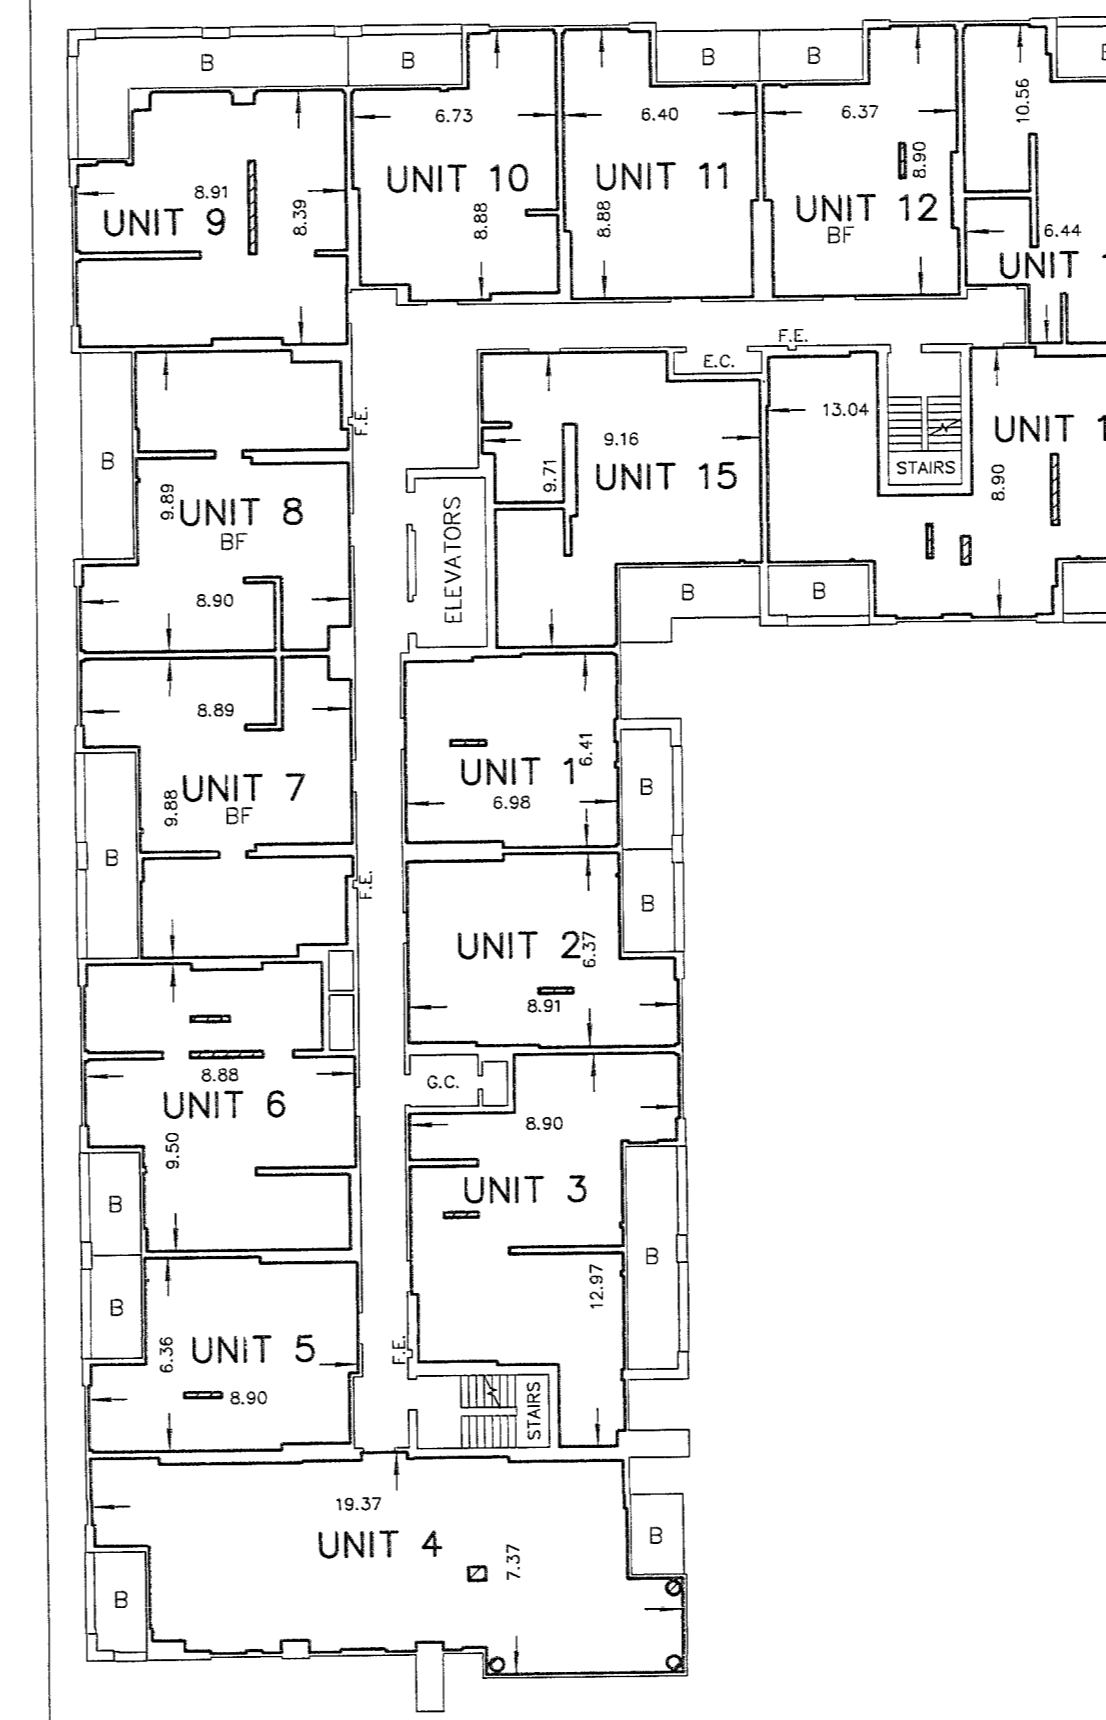 B
B
B
B
10.56
6.73
6.40
6.37
8.90
UNIT 10
UNIT 11
UNIT 12
BF
8.91
UNIT 9
8.39
8.88
8.88
6.44
UNIT 1
F.E.
E.C.
13.04
F.E.
9.16
UNIT 15
9.71
UNIT 1
STAIRS
8.90
B
9.89
UNIT 8
BF
ELEVATORS
8.90
B
B
8.89
6.41
UNIT 1
6.98
B
UNIT 7
BF
9.88
B
F.E.
B
UNIT 2
6.37
8.91
8.88
G.C.
UNIT 6
8.90
9.50
UNIT 3
B
B
12.97
B
UNIT 5
6.36
8.90
F.E.
STAIRS
19.37
UNIT 4
7.37
B
B